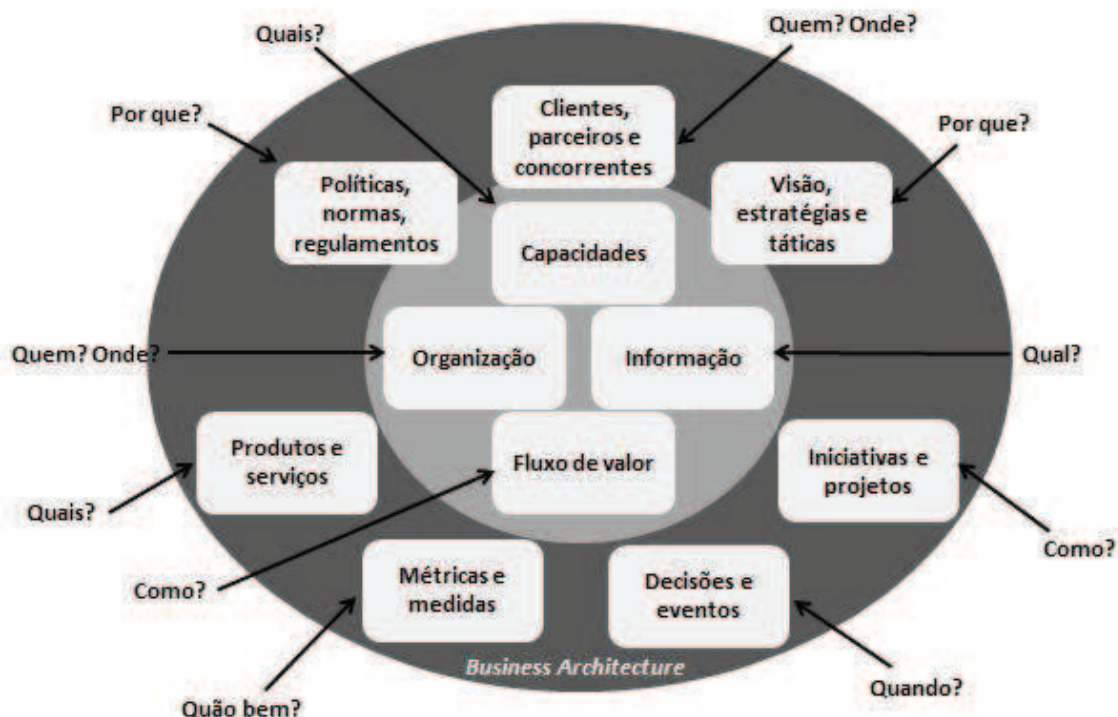 Quais?
Quem? Onde?
Por que?
Clientes,
parceiros e
concorrentes
Por que?
Políticas,
normas,
regulamentos
Visão,
estratégias e
táticas
Capacidades
Quem? Onde?
Organização
Informação
Qual?
Produtos e
serviços
Fluxo de valor
Iniciativas e
projetos
Quais?
Como?
Como?
Métricas e
medidas
Decisões e
eventos
Business Architecture
Quando?
Quão bem?